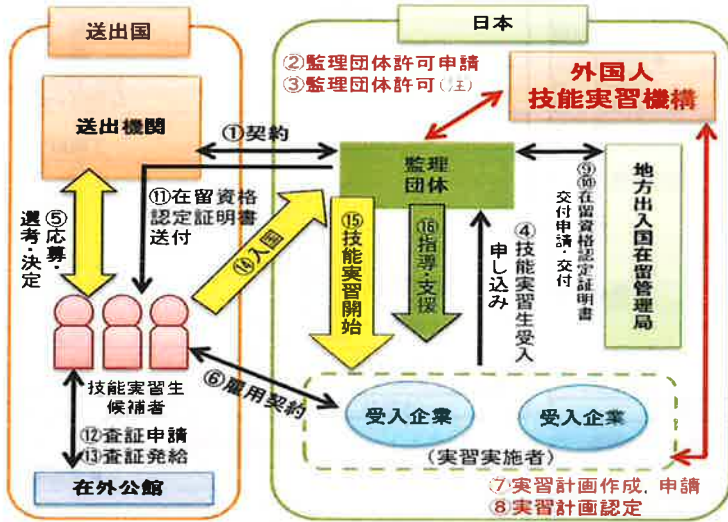 送出国
日本
②監理団体許可申請
③監理団体許可(注)
外国人
技能実習機構
送出機関
①契約
監理
団体
⑪在留資格
認定証明書
送付
⑤応募・
選考・決定
⑭入国
⑮技能実習開始
⑯指導・支援
④技能実習生受入
申し込み
⑨⑩在留資格認定証明書
交付申請・交付
地方出入国在留管理局
技能実習生
候補者
⑥雇用契約
受入企業
受入企業
(実習実施者)
⑫査証申請
⑬査証発給
在外公館
⑦実習計画作成, 申請
⑧実習計画認定